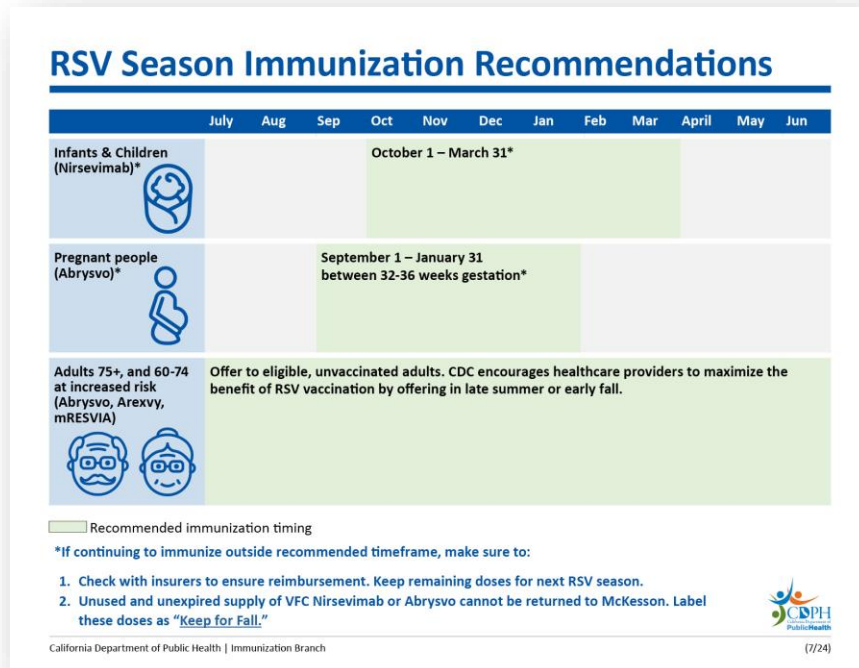 RSV Season Immunization Recommendations
July Aug Sep Oct Nov Dec Jan Feb Mar April May Jun
Infants & Children
(Nirsevimab)*
October 1 – March 31*
Pregnant people
(Abrysvo)*
September 1 – January 31
between 32-36 weeks gestation*
Adults 75+, and 60-74
at increased risk
(Abrysvo, Arexvy,
mRESVIA)
Offer to eligible, unvaccinated adults. CDC encourages healthcare providers to maximize the
benefit of RSV vaccination by offering in late summer or early fall.
Recommended immunization timing
*If continuing to immunize outside recommended timeframe, make sure to:
1. Check with insurers to ensure reimbursement. Keep remaining doses for next RSV season.
2. Unused and unexpired supply of VFC Nirsevimab or Abrysvo cannot be returned to McKesson. Label
these doses as “Keep for Fall.”
CDPH
California Department of
PublicHealth
California Department of Public Health | Immunization Branch
(7/24)